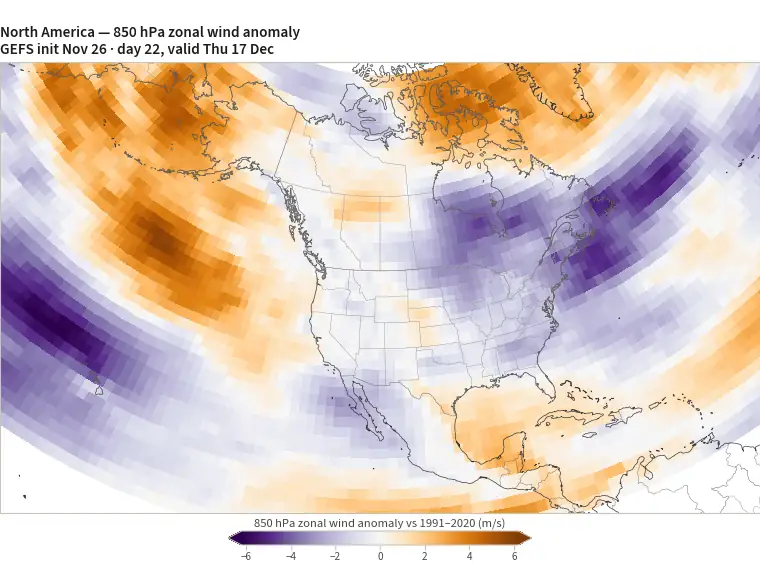 North America — 850 hPa zonal wind anomaly
GEFS init Nov 26 · day 22, valid Thu 17 Dec
850 hPa zonal wind anomaly vs 1991–2020 (m/s)
−6 −4 −2 0 2 4 6